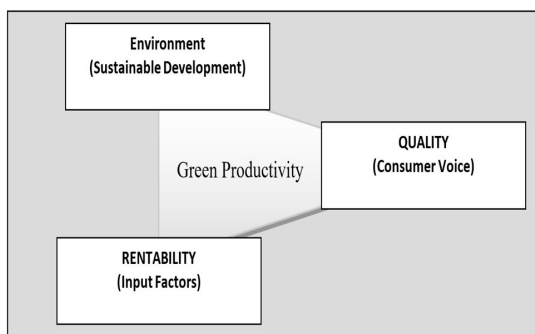 Environment
(Sustainable Development)
QUALITY
(Consumer Voice)
Green Productivity
RENTABILITY
(Input Factors)